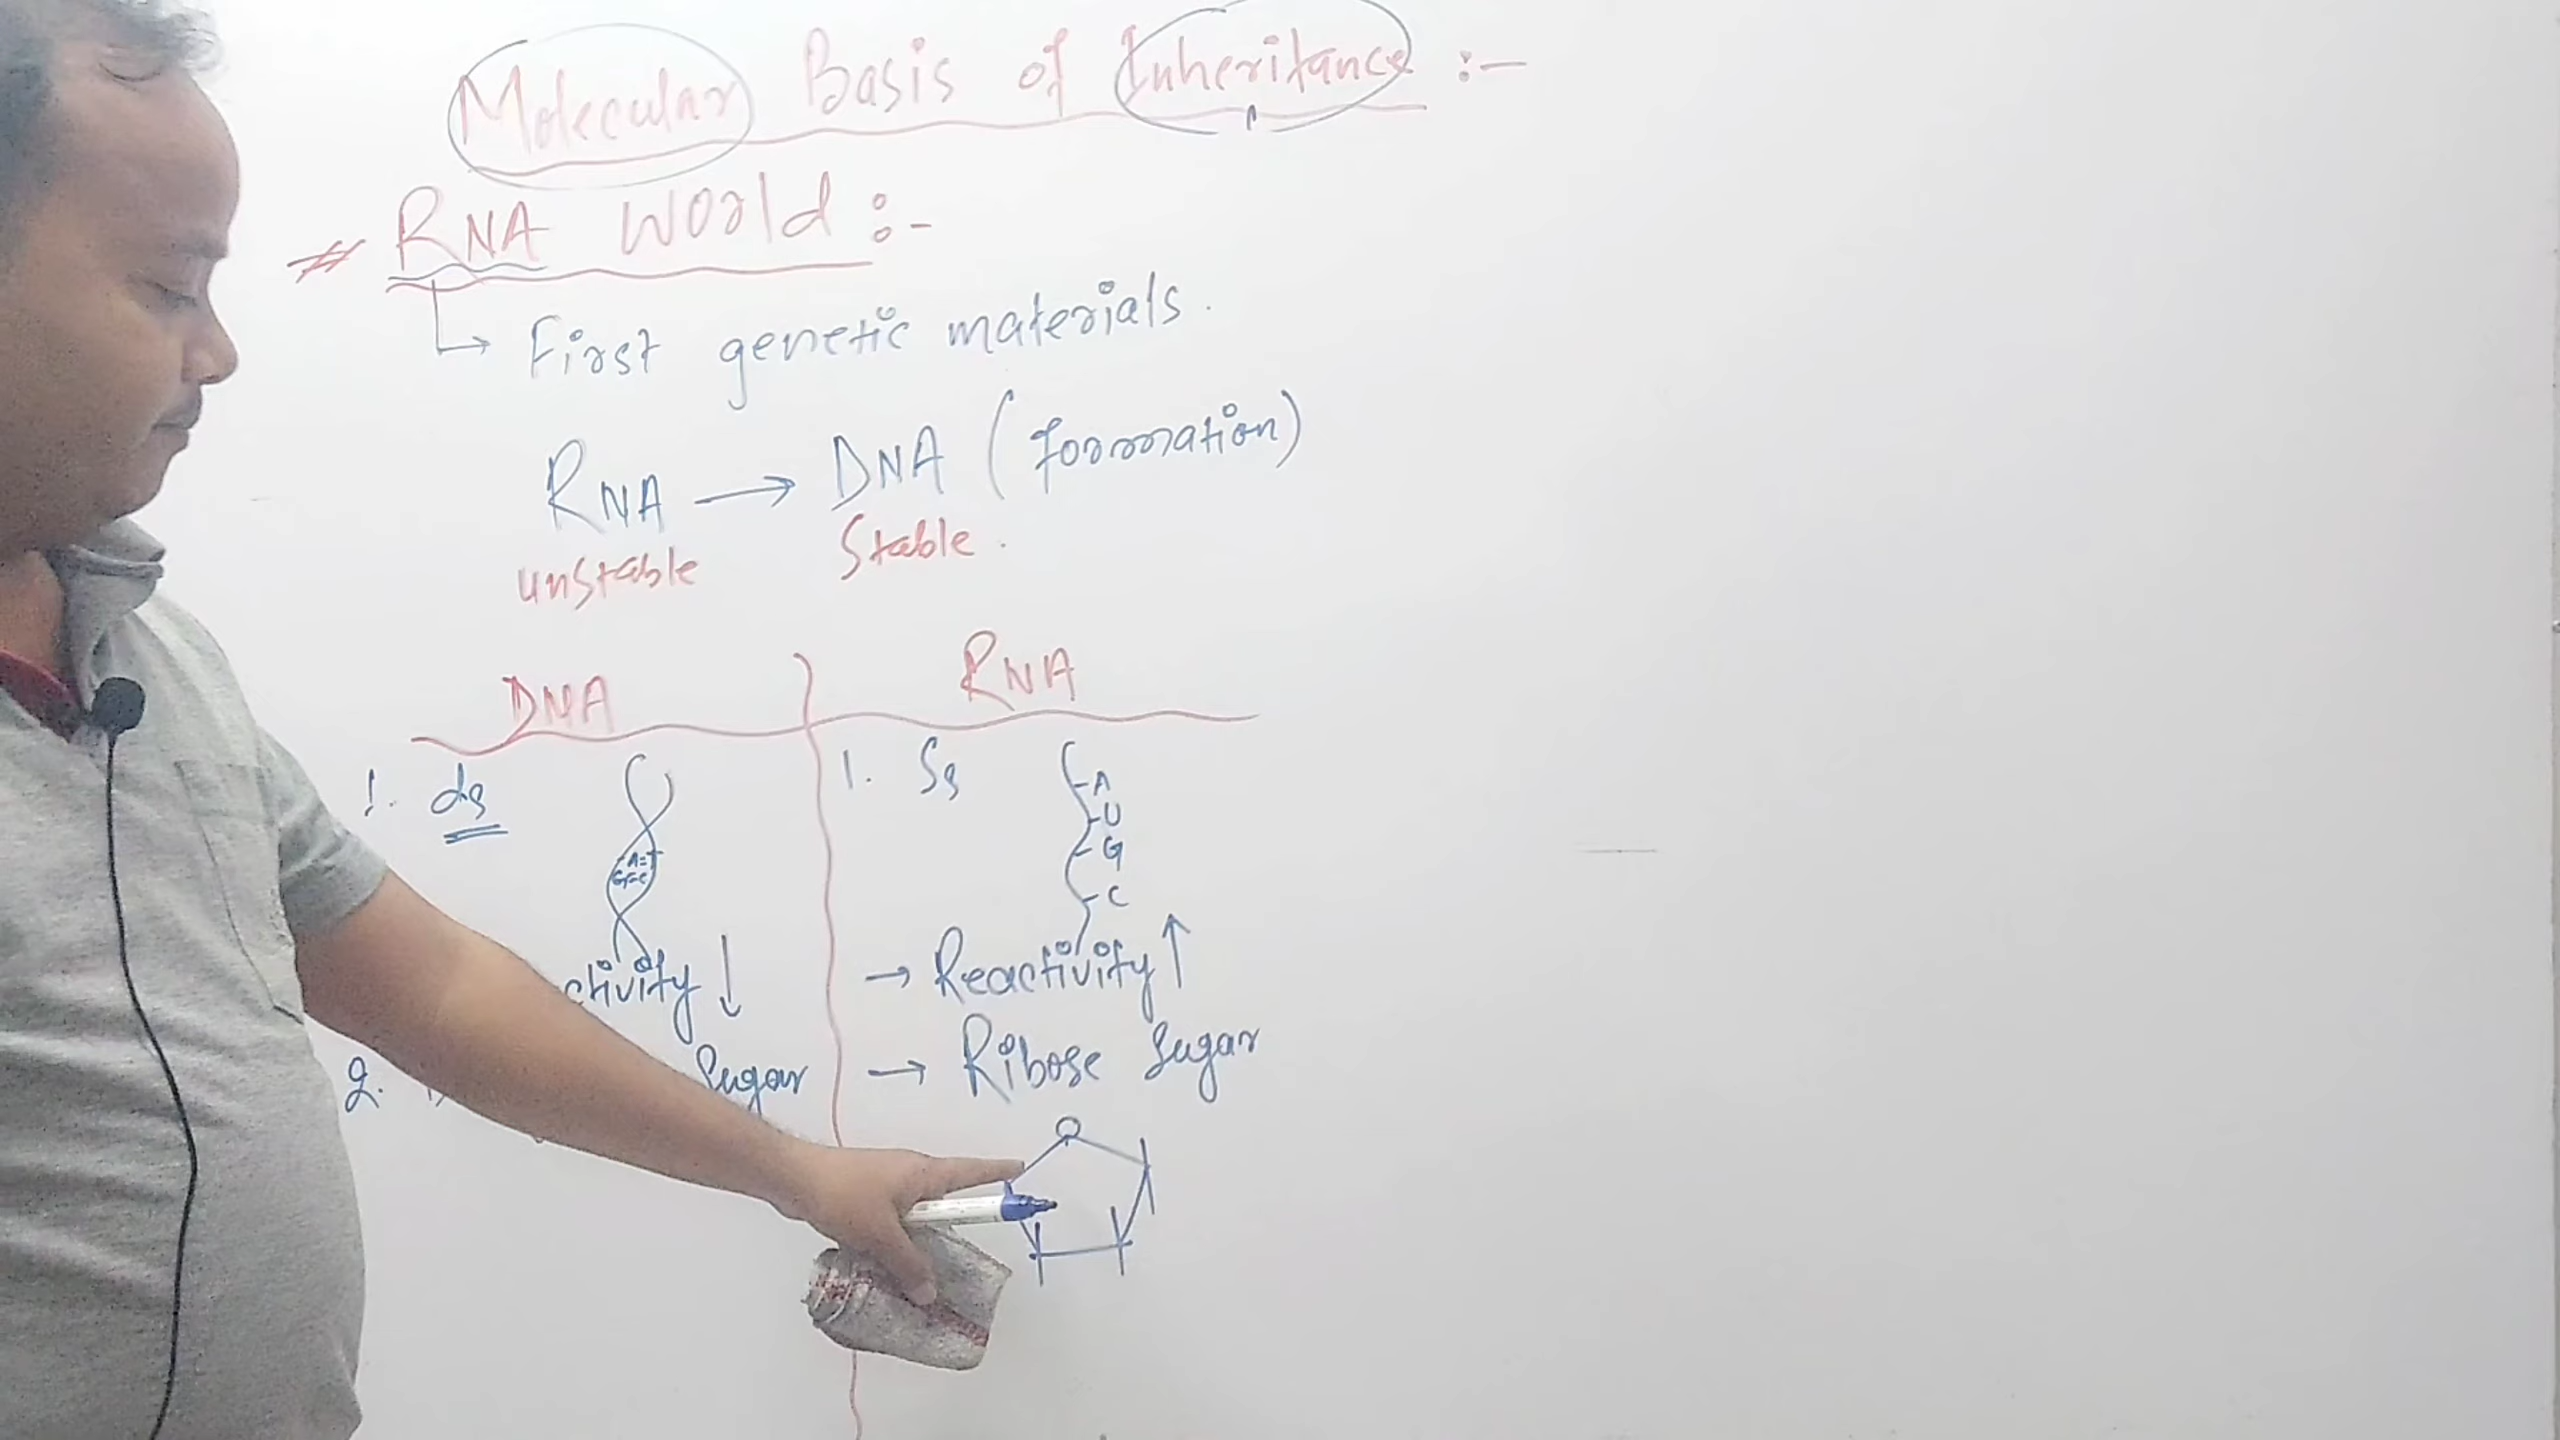 Molecular Basis of Inheritance :-
# RNA World :-
↳ First genetic materials.
RNA → DNA (formation)
unstable Stable.
DNA RNA
1. ds
A=T
G≡C
1. Ss
A
U
G
C
ctivity ↓
→ Reactivity ↑
2. Sugar
→ Ribose Sugar
O